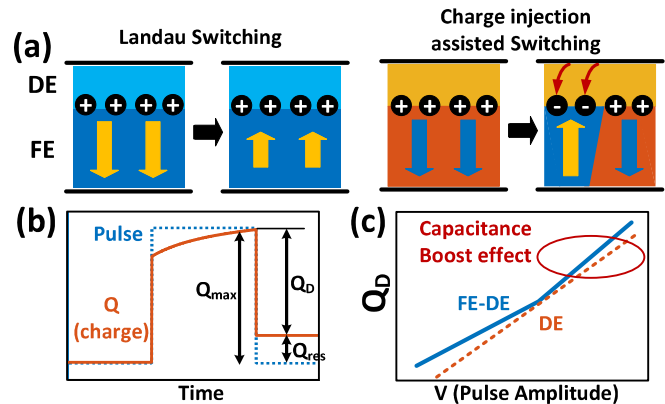 (a)
Landau Switching
Charge injection
assisted Switching
DE
FE
+ + + +
+ + + +
+ + + +
- - + +
(b)
Pulse
Q
(charge)
Qmax
QD
Qres
Time
(c)
Capacitance
Boost effect
FE-DE
DE
QD
V (Pulse Amplitude)